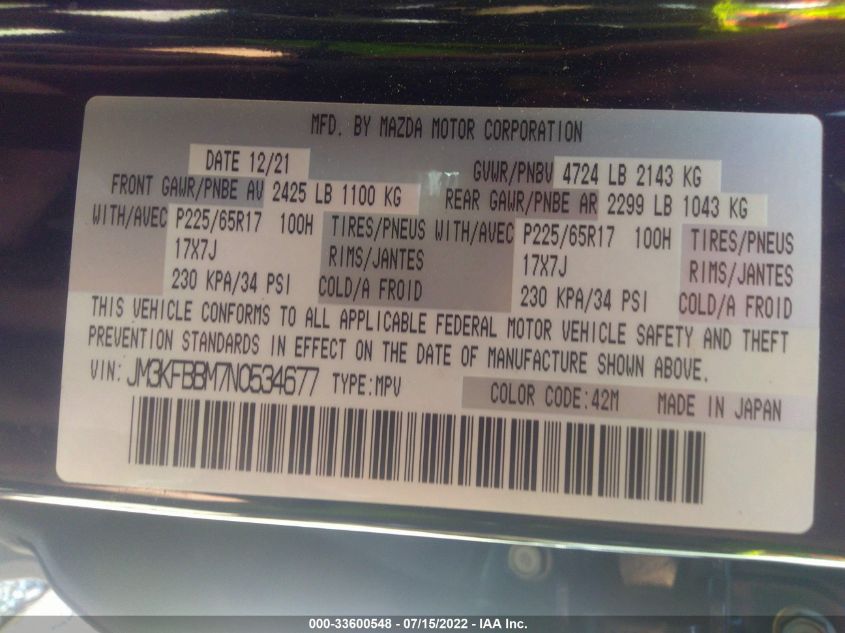 MFD. BY MAZDA MOTOR CORPORATION
DATE 12/21 GVWR/PNBV 4724 LB 2143 KG
FRONT GAWR/PNBE AV 2425 LB 1100 KG REAR GAWR/PNBE AR 2299 LB 1043 KG
WITH/AVEC P225/65R17 100H TIRES/PNEUS WITH/AVEC P225/65R17 100H TIRES/PNEUS
17X7J RIMS/JANTES 17X7J RIMS/JANTES
230 KPA/34 PSI COLD/A FROID 230 KPA/34 PSI COLD/A FROID
THIS VEHICLE CONFORMS TO ALL APPLICABLE FEDERAL MOTOR VEHICLE SAFETY AND THEFT
PREVENTION STANDARDS IN EFFECT ON THE DATE OF MANUFACTURE SHOWN ABOVE.
VIN: JM3KFBBM7N0534677 TYPE:MPV COLOR CODE:42M MADE IN JAPAN
000-33600548 - 07/15/2022 - IAA Inc.